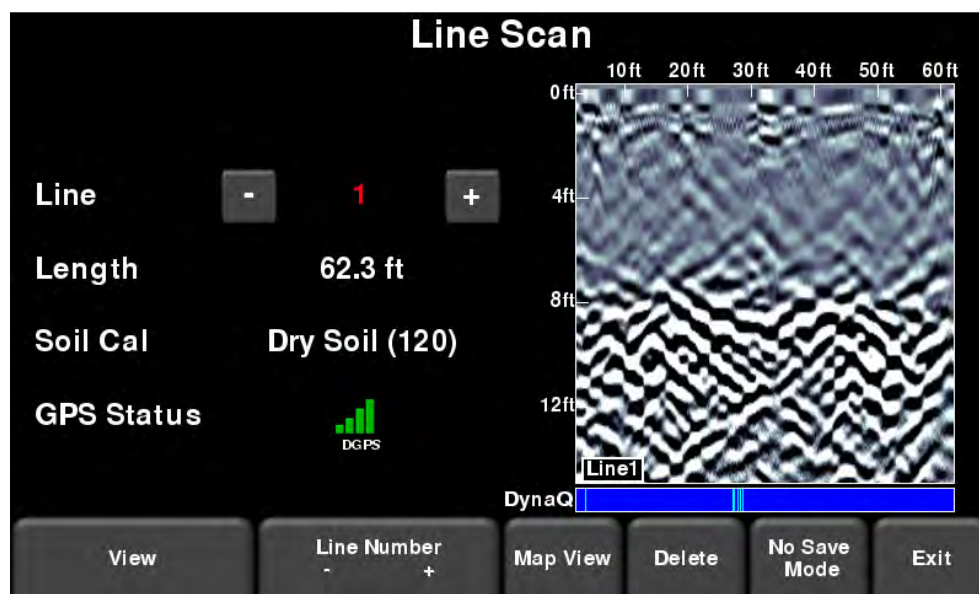 Line Scan
10 ft 20 ft 30 ft 40 ft 50 ft 60 ft
0 ft
Line - 1 +
4ft
Length 62.3 ft
8ft
Soil Cal Dry Soil (120)
12ft
GPS Status
DGPS
Line1
DynaQ
View
Line Number
- +
Map View
Delete
No Save
Mode
Exit